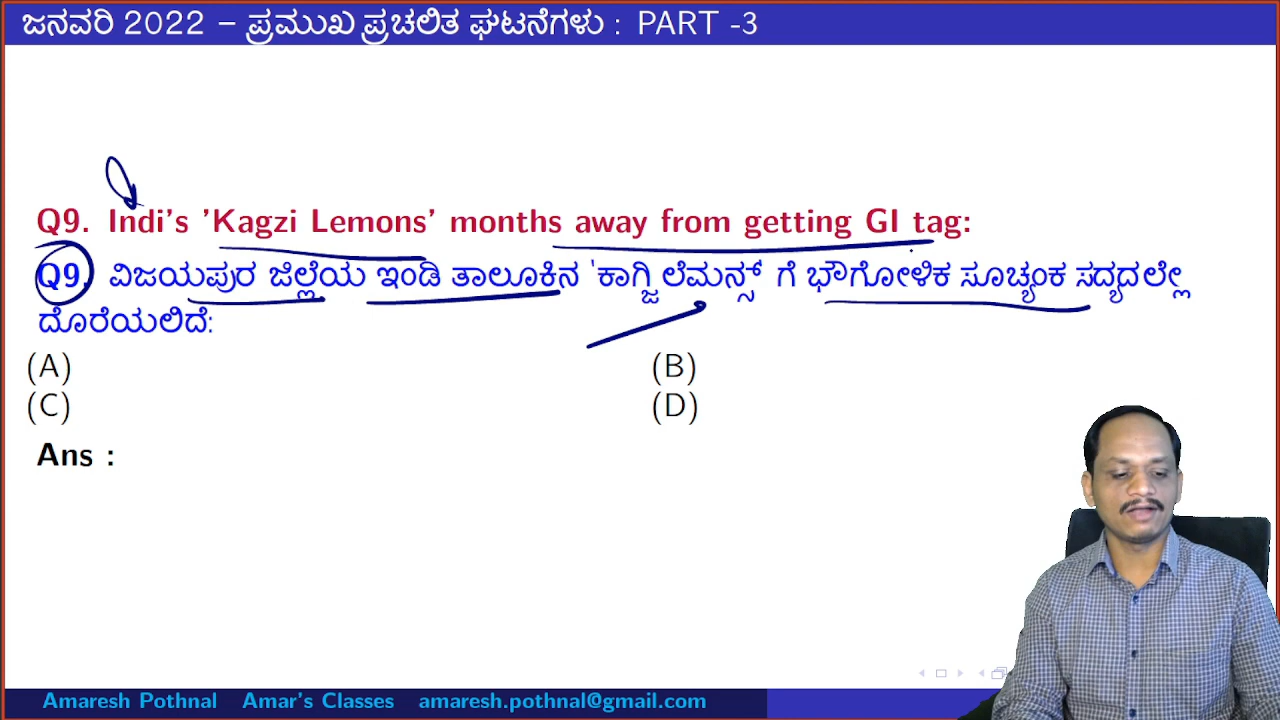 ಜನವರಿ 2022 – ಪ್ರಮುಖ ಪ್ರಚಲಿತ ಘಟನೆಗಳು : PART -3
Q9. Indi's 'Kagzi Lemons' months away from getting GI tag:
Q9. ವಿಜಯಪುರ ಜಿಲ್ಲೆಯ ಇಂಡಿ ತಾಲೂಕಿನ 'ಕಾಗ್ಜಿ ಲೆಮನ್ಸ್' ಗೆ ಭೌಗೋಳಿಕ ಸೂಚ್ಯಂಕ ಸದ್ಯದಲ್ಲೇ
ದೊರೆಯಲಿದೆ:
(A) (B)
(C) (D)
Ans :
Amaresh Pothnal Amar's Classes amaresh.pothnal@gmail.com